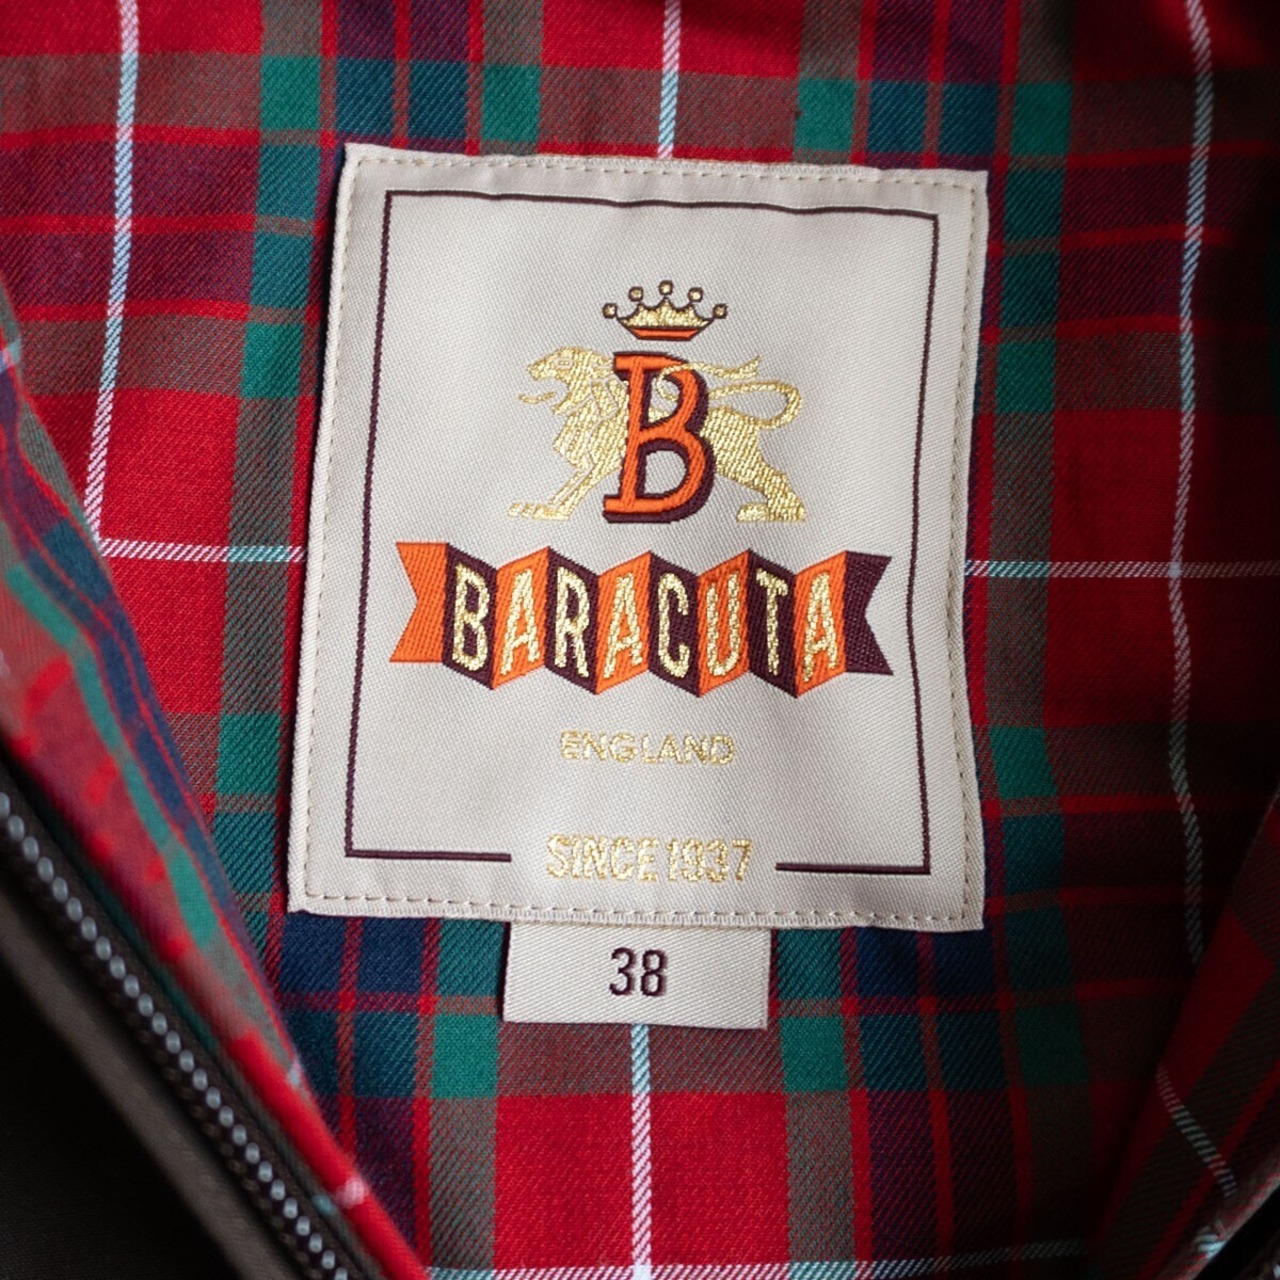 B
BARACUTA
ENGLAND
SINCE 1937
38